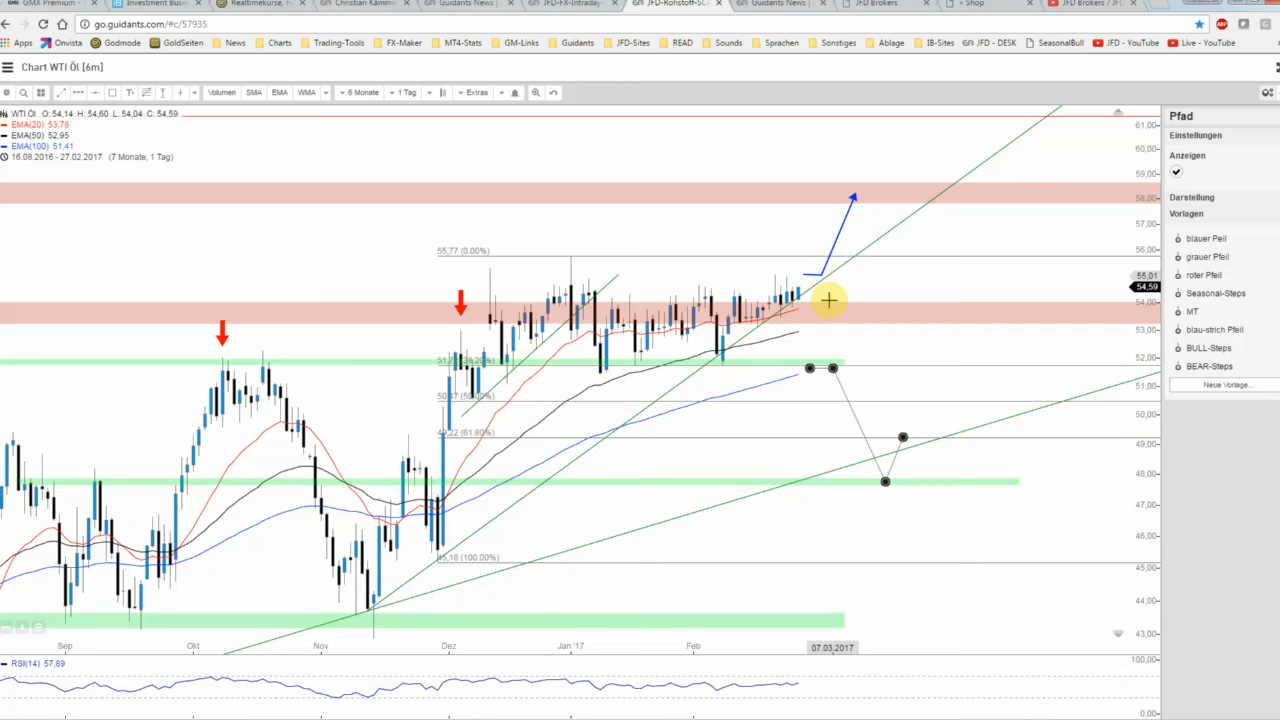 GMX Premium -
Investment Busi
Realtimekurse, H
Christian Kämme
Guidants News |
JFD-FX-Intraday-
JFD-Rohstoff-SC
Guidants News |
JFD Brokers
» Shop
JFD Brokers /
go.guidants.com/#c/57935
Apps
Onvista
Godmode
GoldSeiten
News
Charts
Trading-Tools
FX-Maker
MT4-Stats
GM-Links
Guidants
JFD-Sites
READ
Sounds
Sprachen
Sonstiges
Ablage
IB-Sites
JFD - DESK
SeasonalBull
JFD - YouTube
Live - YouTube
Chart WTI Öl [6m]
Volumen
SMA
EMA
WMA
6 Monate
1 Tag
Extras
WTI Öl O: 54,14 H: 54,60 L: 54,04 C: 54,59
EMA(20) 53,78
EMA(50) 52,95
EMA(100) 51,41
16.08.2016 - 27.02.2017 (7 Monate, 1 Tag)
61,00
60,00
59,00
58,00
57,00
56,00
55,01
54,59
54,00
53,00
52,00
51,00
50,00
49,00
48,00
47,00
46,00
45,00
44,00
43,00
55,77 (0.00%)
50,47 (50.00%)
49,22 (61.80%)
45,18 (100.00%)
Sep
Okt
Nov
Dez
Jan '17
Feb
07.03.2017
RSI(14) 57,89
100,00
0,00
Pfad
Einstellungen
Anzeigen
Darstellung
Vorlagen
blauer Peil
grauer Pfeil
roter Pfeil
Seasonal-Steps
MT
blau-strich Pfeil
BULL-Steps
BEAR-Steps
Neue Vorlage...